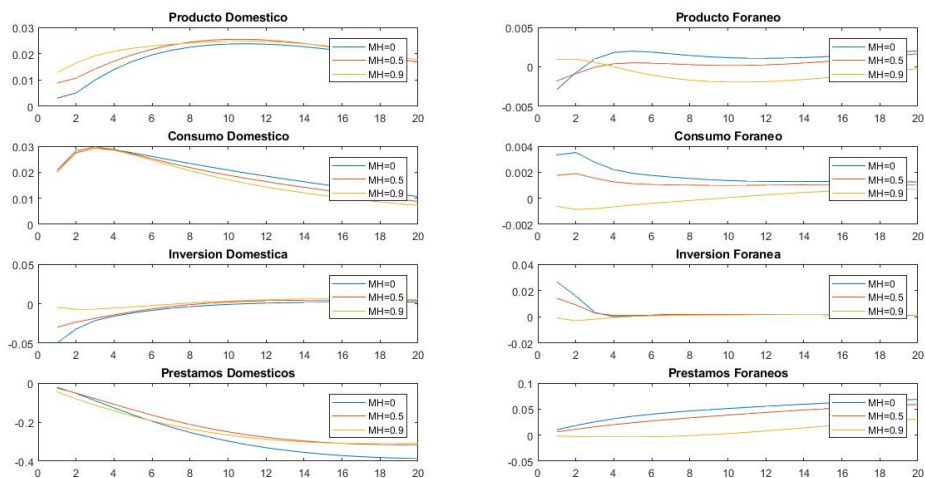 Producto Domestico
0.03
0.02
0.01
0
0 2 4 6 8 10 12 14 16 18 20
MH=0
MH=0.5
MH=0.9
Producto Foraneo
0.005
0
-0.005
0 2 4 6 8 10 12 14 16 18 20
MH=0
MH=0.5
MH=0.9
Consumo Domestico
0.03
0.02
0.01
0
0 2 4 6 8 10 12 14 16 18 20
MH=0
MH=0.5
MH=0.9
Consumo Foraneo
0.004
0.002
0
-0.002
0 2 4 6 8 10 12 14 16 18 20
MH=0
MH=0.5
MH=0.9
Inversion Domestica
0.05
0
-0.05
0 2 4 6 8 10 12 14 16 18 20
MH=0
MH=0.5
MH=0.9
Inversion Foranea
0.04
0.02
0
-0.02
0 2 4 6 8 10 12 14 16 18 20
MH=0
MH=0.5
MH=0.9
Prestamos Domesticos
0
-0.2
-0.4
0 2 4 6 8 10 12 14 16 18 20
MH=0
MH=0.5
MH=0.9
Prestamos Foraneos
0.1
0.05
0
-0.05
0 2 4 6 8 10 12 14 16 18 20
MH=0
MH=0.5
MH=0.9